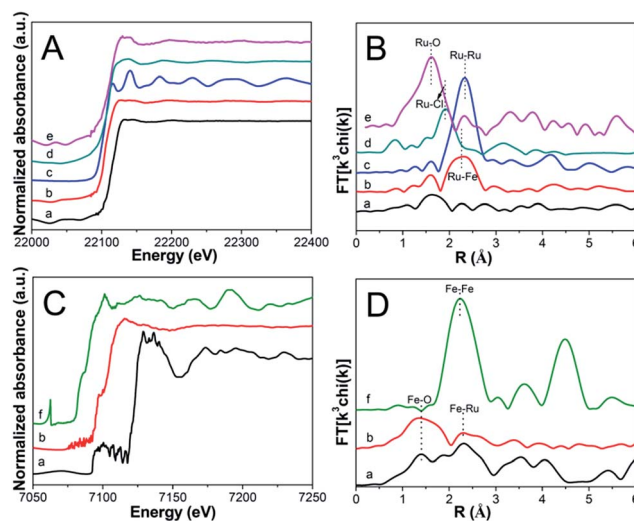 A
Normalized absorbance (a.u.)
e
d
c
b
a
22000 22100 22200 22300 22400
Energy (eV)
B
FT[k³chi(k)]
Ru-O
Ru-Ru
Ru-Cl
Ru-Fe
e
d
c
b
a
0 1 2 3 4 5 6
R (Å)
C
Normalized absorbance (a.u.)
f
b
a
7050 7100 7150 7200 7250
Energy (eV)
D
FT[k³chi(k)]
Fe-Fe
Fe-O
Fe-Ru
f
b
a
0 1 2 3 4 5 6
R (Å)